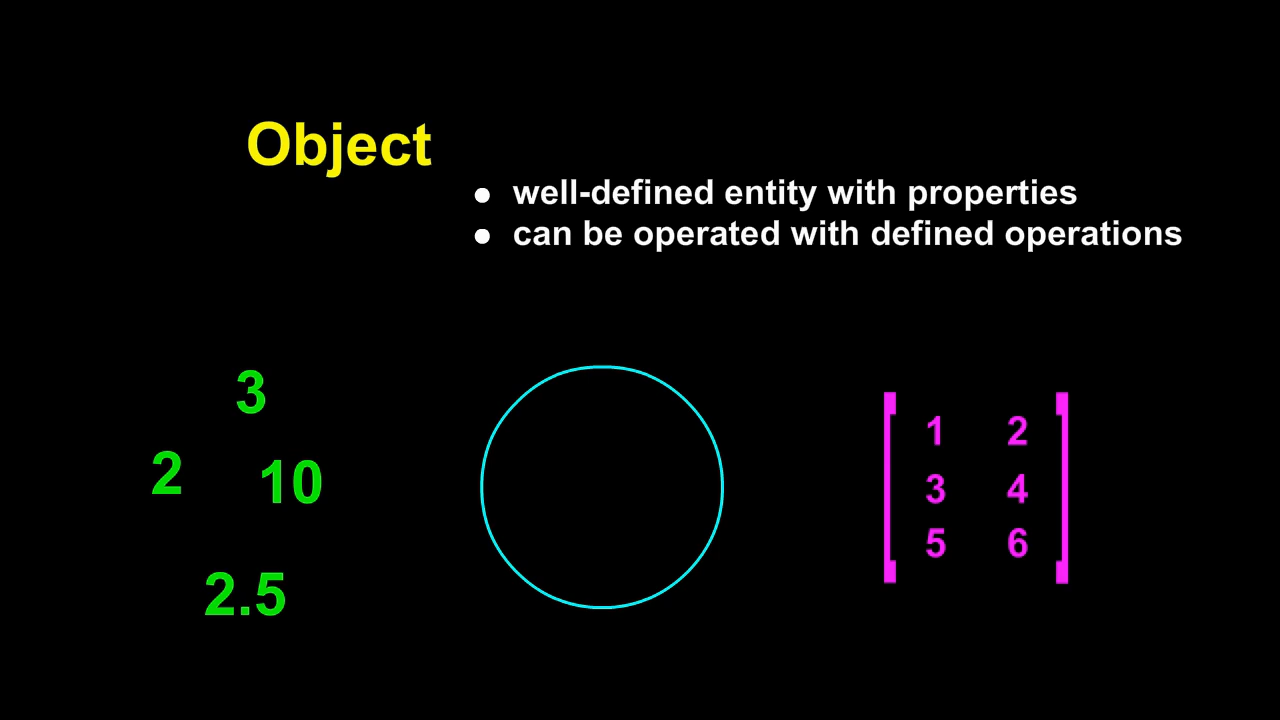 Object
● well-defined entity with properties
● can be operated with defined operations
3
2 10
2.5
1 2
3 4
5 6